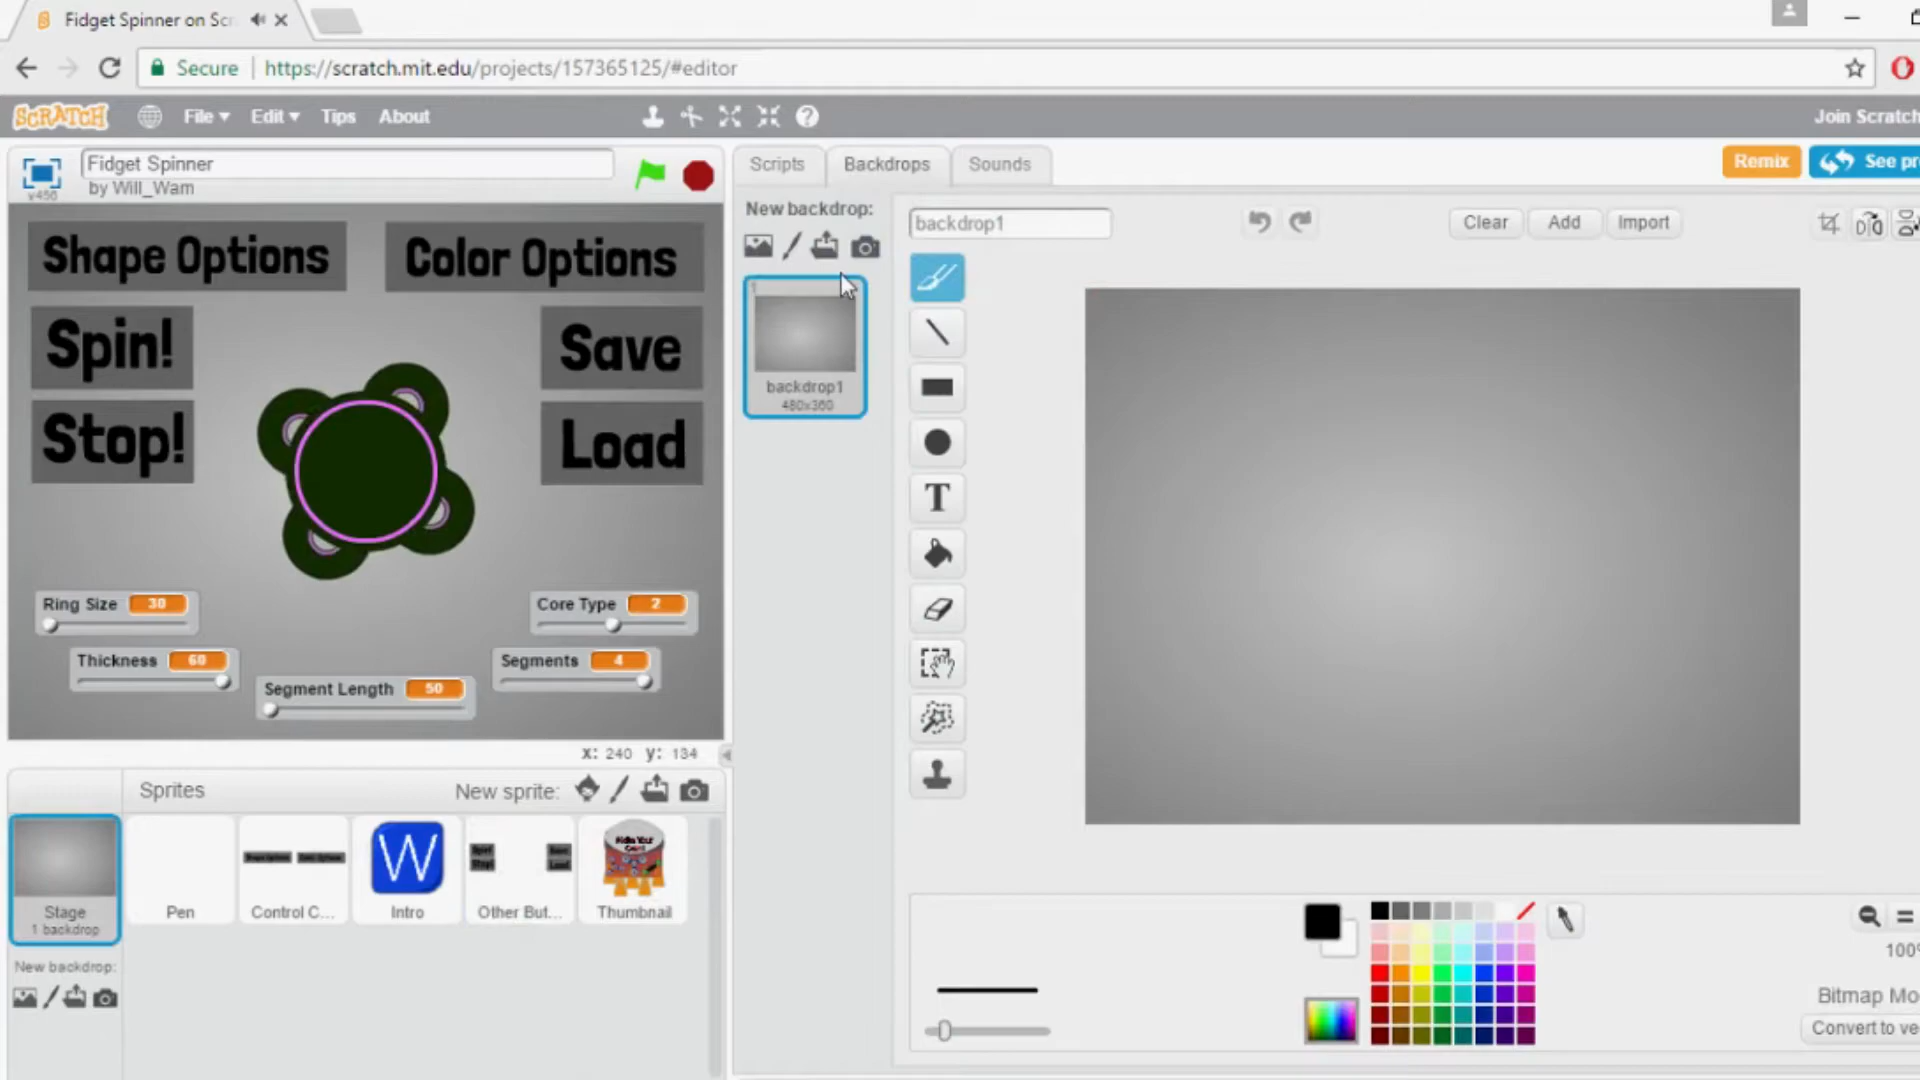 Fidget Spinner on Scr
Secure
https://scratch.mit.edu/projects/157365125/#editor
SCRATCH
File
Edit
Tips
About
Join Scratch
Fidget Spinner
by Will_Wam
v456
Scripts
Backdrops
Sounds
Remix
See pr
New backdrop:
backdrop1
Clear
Add
Import
1
backdrop1
480x360
Shape Options
Color Options
Spin!
Save
Stop!
Load
Ring Size 30
Core Type 2
Thickness 60
Segments 4
Segment Length 50
x: 240 y: 134
T
Sprites
New sprite:
W
Stage
1 backdrop
Pen
Control C...
Intro
Other But...
Thumbnail
New backdrop:
100%
Bitmap Mo
Convert to ve